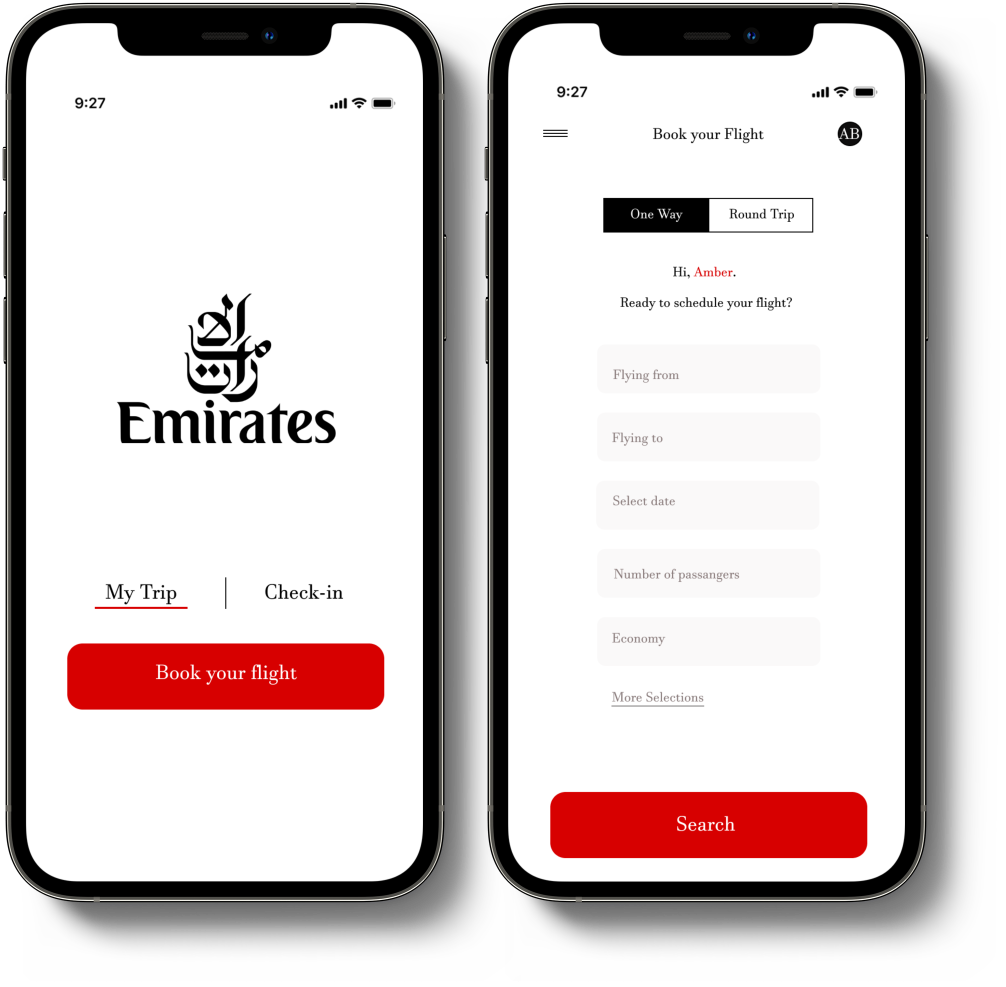 9:27
الإمارات
Emirates
My Trip
Check-in
Book your flight
9:27
Book your Flight
AB
One Way
Round Trip
Hi, Amber.
Ready to schedule your flight?
Flying from
Flying to
Select date
Number of passangers
Economy
More Selections
Search